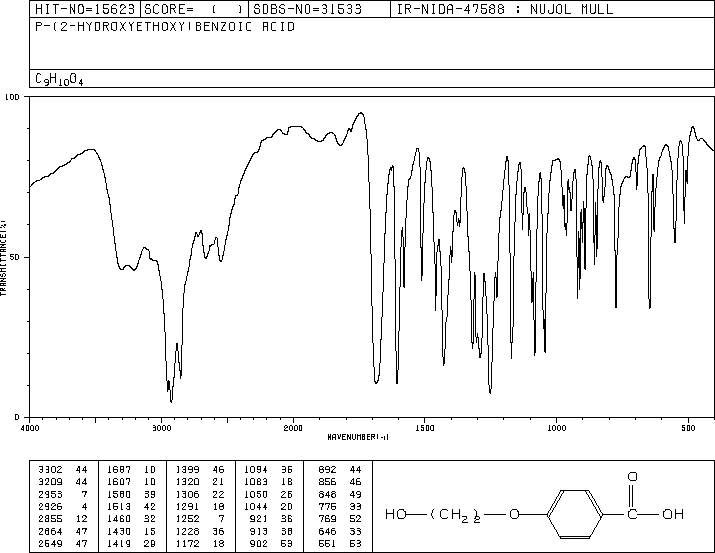 HIT-NO=15623 SCORE= ( ) SDBS-NO=31533 IR-NIDA-47588 : NUJOL MULL
P-(2-HYDROXYETHOXY)BENZOIC ACID
C9H10O4
100
50
0
TRANSMITTANCE(%)
4000 3000 2000 1500 1000 500
WAVENUMBER(-1)
3302 44 1687 10 1399 46 1094 36 892 44
3209 44 1607 10 1320 21 1083 18 856 46
2953 7 1580 39 1306 22 1050 26 848 49
2926 4 1513 42 1291 18 1044 20 775 33
2855 12 1460 32 1252 7 921 36 769 52
2664 47 1430 15 1228 36 913 38 646 33
2549 47 1419 29 1172 18 902 53 551 53
O
HO (CH2)2 O C OH